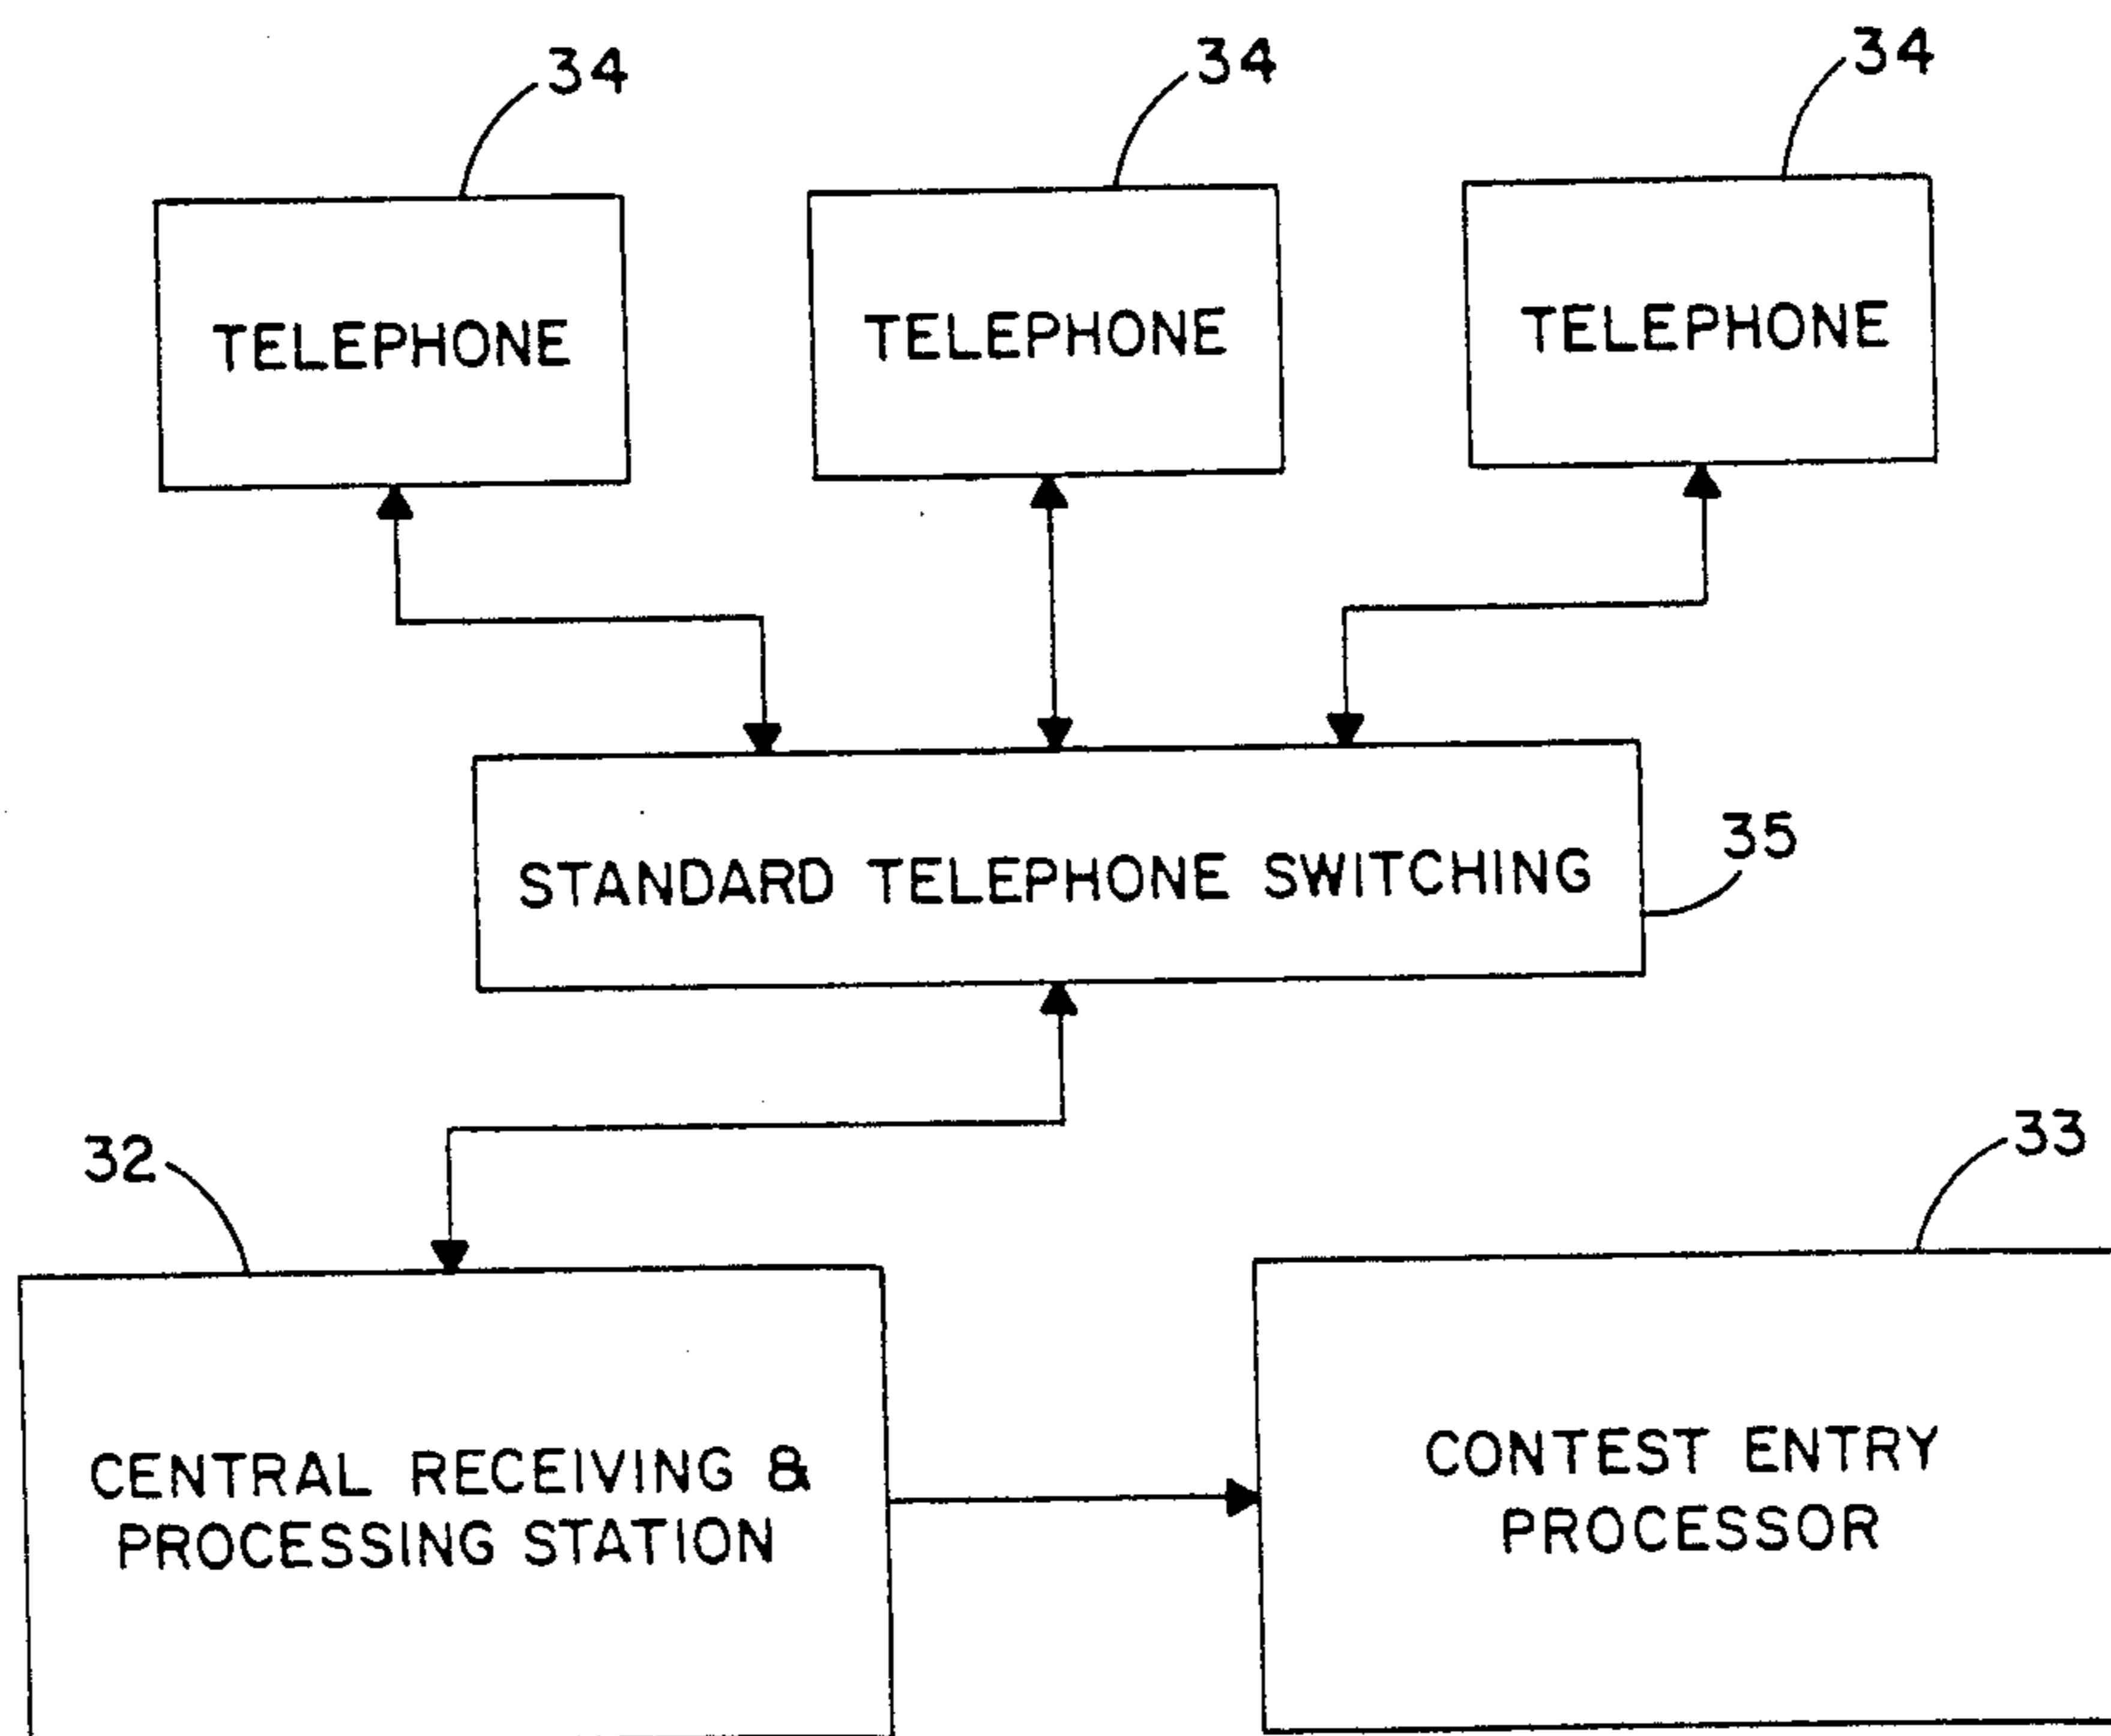 34
34
34
TELEPHONE
TELEPHONE
TELEPHONE
STANDARD TELEPHONE SWITCHING
35
32
33
CENTRAL RECEIVING &
PROCESSING STATION
CONTEST ENTRY
PROCESSOR